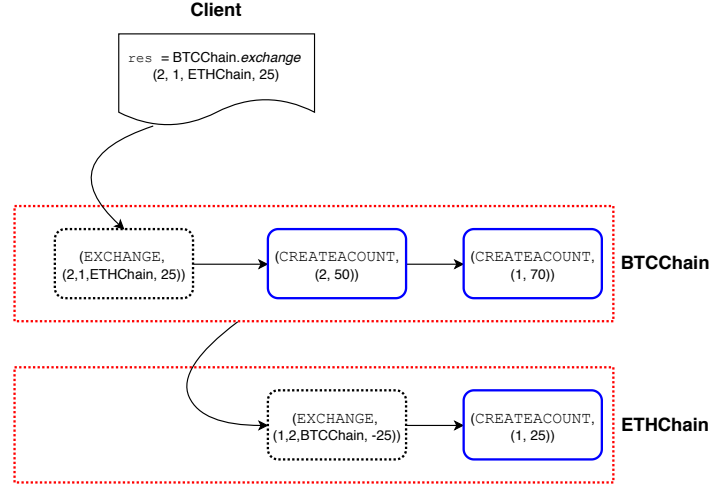 Client
res = BTCChain.exchange
(2, 1, ETHChain, 25)
(EXCHANGE,
(2,1,ETHChain, 25))
(CREATEACOUNT,
(2, 50))
(CREATEACOUNT,
(1, 70))
BTCChain
(EXCHANGE,
(1,2,BTCChain, -25))
(CREATEACOUNT,
(1, 25))
ETHChain